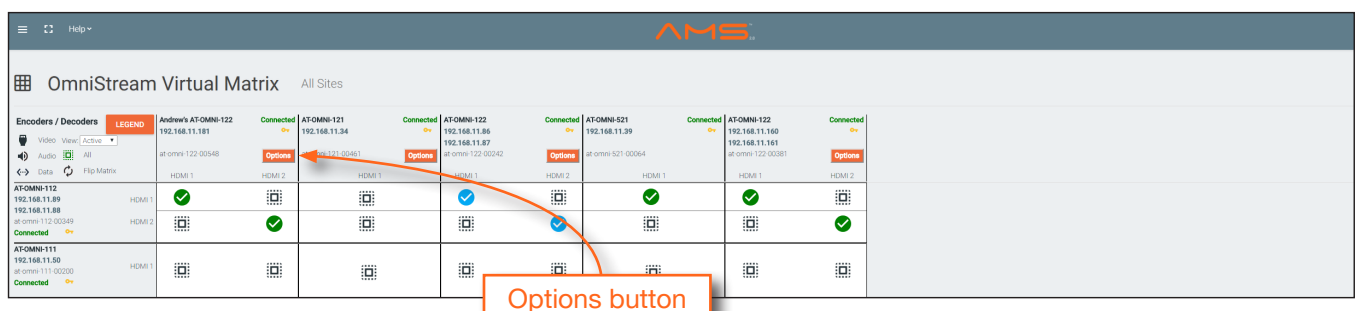 Help
AMS
OmniStream Virtual Matrix All Sites
Encoders / Decoders LEGEND
Video View: Active
Audio All
Data Flip Matrix
Andrew's AT-OMNI-122 Connected
192.168.11.181
at-omni-122-00548 Options
HDMI 1 HDMI 2
AT-OMNI-121 Connected
192.168.11.34
at-omni-121-00461 Options
HDMI 1
AT-OMNI-122 Connected
192.168.11.86
192.168.11.87
at-omni-122-00242 Options
HDMI 1 HDMI 2
AT-OMNI-521 Connected
192.168.11.39
at-omni-521-00064
HDMI 1
AT-OMNI-122 Connected
192.168.11.160
192.168.11.161
at-omni-122-00381 Options
HDMI 1 HDMI 2
AT-OMNI-112
192.168.11.89 HDMI 1
192.168.11.88
at-omni-112-00349 HDMI 2
Connected
AT-OMNI-111
192.168.11.50
at-omni-111-00200 HDMI 1
Connected
Options button